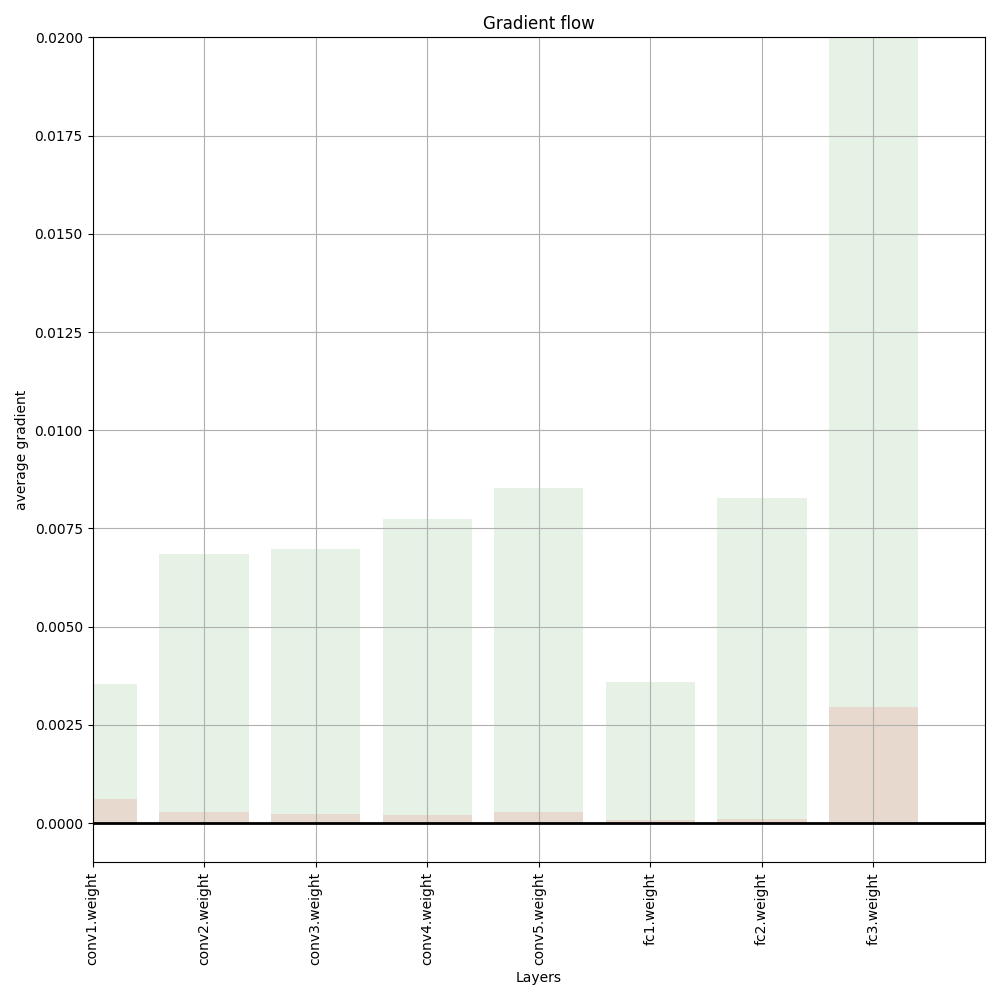 Gradient flow
0.0200
0.0175
0.0150
0.0125
0.0100
0.0075
0.0050
0.0025
0.0000
average gradient
conv1.weight
conv2.weight
conv3.weight
conv4.weight
conv5.weight
fc1.weight
fc2.weight
fc3.weight
Layers